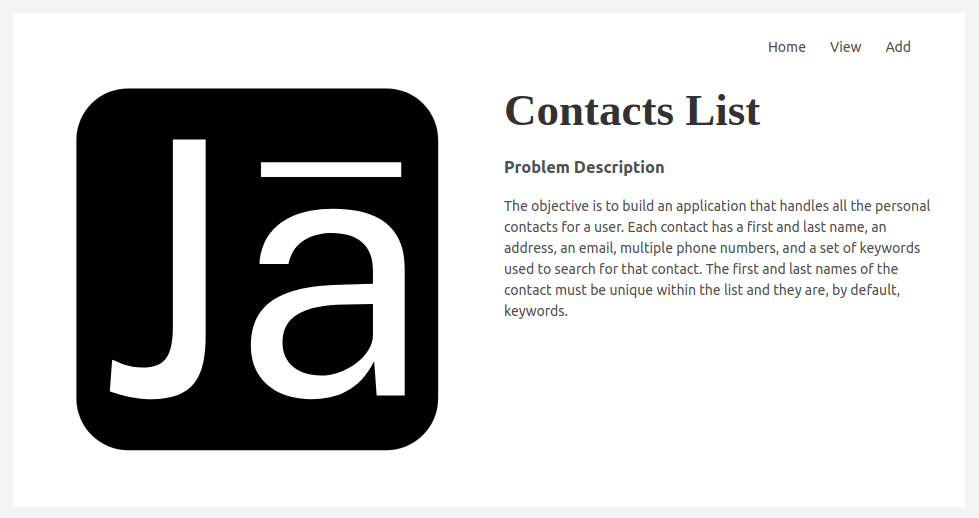 Home View Add
Jā
Contacts List
Problem Description
The objective is to build an application that handles all the personal
contacts for a user. Each contact has a first and last name, an
address, an email, multiple phone numbers, and a set of keywords
used to search for that contact. The first and last names of the
contact must be unique within the list and they are, by default,
keywords.